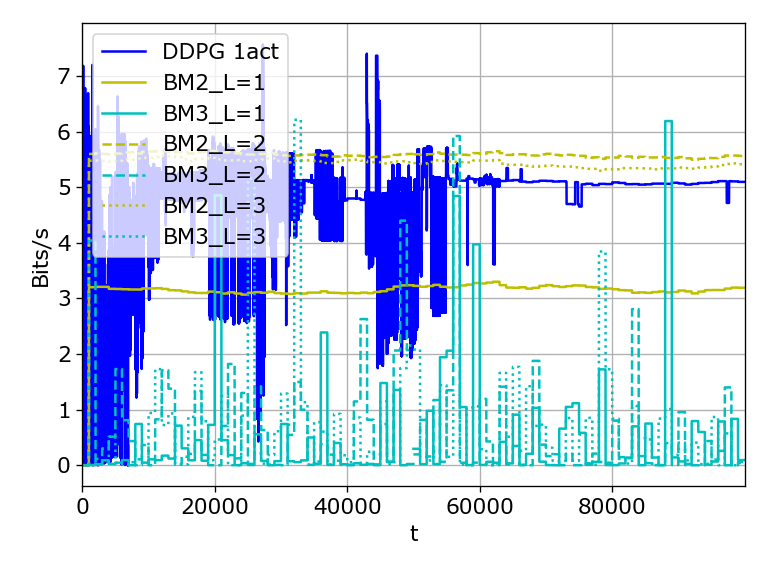 DDPG 1act
BM2_L=1
BM3_L=1
BM2_L=2
BM3_L=2
BM2_L=3
BM3_L=3
7
6
5
4
3
2
1
0
Bits/s
0 20000 40000 60000 80000
t